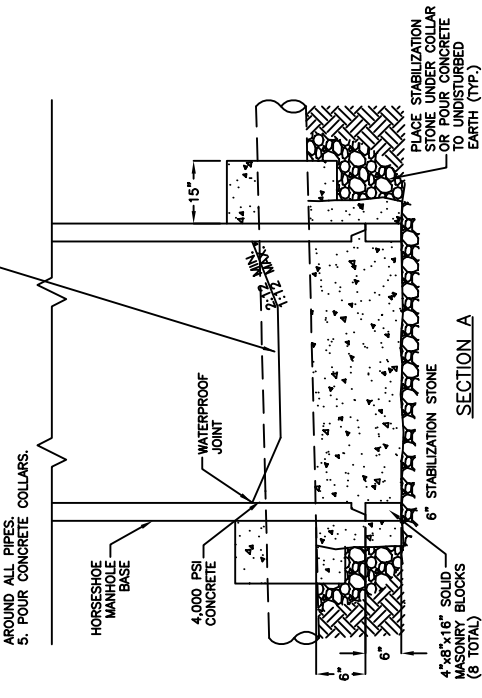 AROUND ALL PIPES.
5. POUR CONCRETE COLLARS.
HORSESHOE
MANHOLE
BASE
WATERPROOF
JOINT
4,000 PSI
CONCRETE
2:12 MIN.
1:12 MAX.
15"
PLACE STABILIZATION
STONE UNDER COLLAR
OR POUR CONCRETE
TO UNDISTURBED
EARTH (TYP.)
6"
6"
4"x8"x16" SOLID
MASONRY BLOCKS
(8 TOTAL)
6" STABILIZATION STONE
SECTION A